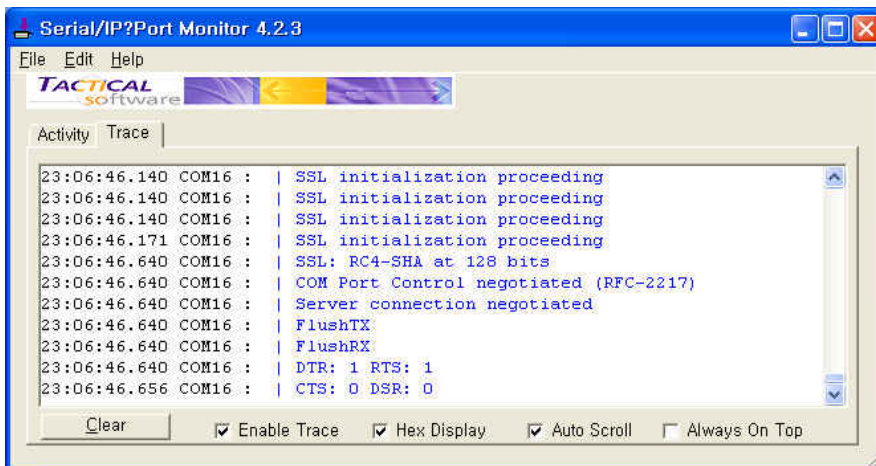 Serial/IP?Port Monitor 4.2.3
File Edit Help
TACTICAL
software
Activity Trace
23:06:46.140 COM16 : | SSL initialization proceeding
23:06:46.140 COM16 : | SSL initialization proceeding
23:06:46.140 COM16 : | SSL initialization proceeding
23:06:46.171 COM16 : | SSL initialization proceeding
23:06:46.640 COM16 : | SSL: RC4-SHA at 128 bits
23:06:46.640 COM16 : | COM Port Control negotiated (RFC-2217)
23:06:46.640 COM16 : | Server connection negotiated
23:06:46.640 COM16 : | FlushTX
23:06:46.640 COM16 : | FlushRX
23:06:46.640 COM16 : | DTR: 1 RTS: 1
23:06:46.656 COM16 : | CTS: 0 DSR: 0
Clear Enable Trace Hex Display Auto Scroll Always On Top